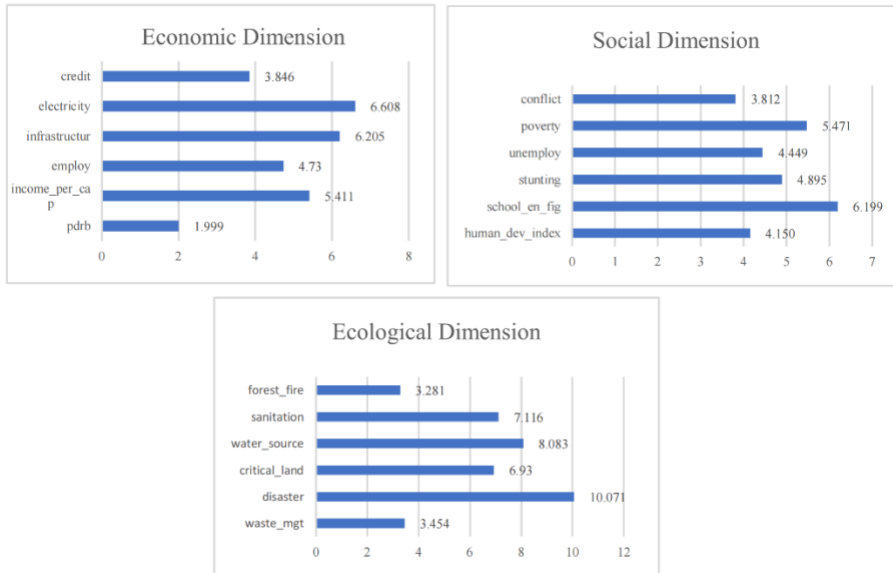 Economic Dimension
credit 3.846
electricity 6.608
infrastructur 6.205
employ 4.73
income_per_ca
p 5.411
pdrb 1.999
0 2 4 6 8
Social Dimension
conflict 3.812
poverty 5.471
unemploy 4.449
stunting 4.895
school_en_fig 6.199
human_dev_index 4.150
0 1 2 3 4 5 6 7
Ecological Dimension
forest_fire 3.281
sanitation 7.116
water_source 8.083
critical_land 6.93
disaster 10.071
waste_mgt 3.454
0 2 4 6 8 10 12